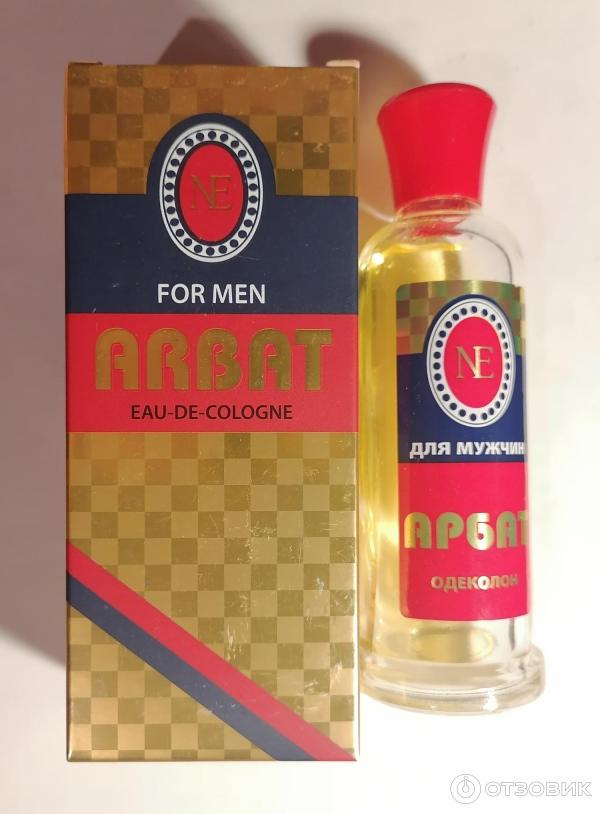 NE
FOR MEN
ARBAT
EAU-DE-COLOGNE
NE
ДЛЯ МУЖЧИН
АРБАТ
ОДЕКОЛОН
ОТЗОВИК